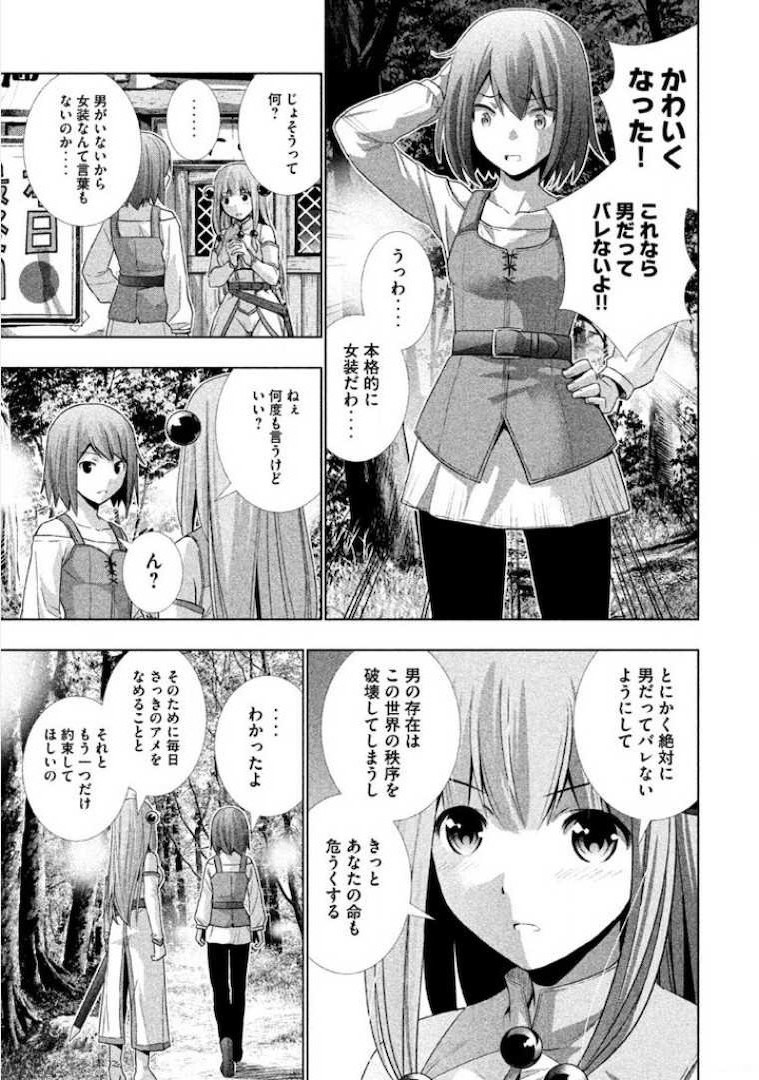 かわいく
なった！
これなら
男だって
バレないよ!!
うっわ
････
本格的に
女装だわ････
じょそうって
何？
････
男がいないから
女装なんて言葉も
ないのか････
ねぇ
何度も言うけど
いい？
ん？
とにかく絶対に
男だってバレない
ようにして
男の存在は
この世界の秩序を
破壊してしまうし
きっと
あなたの命も
危うくする
････
わかったよ
そのために毎日
さっきのアメを
なめることと
それと
もう一つだけ
約束して
ほしいの
日